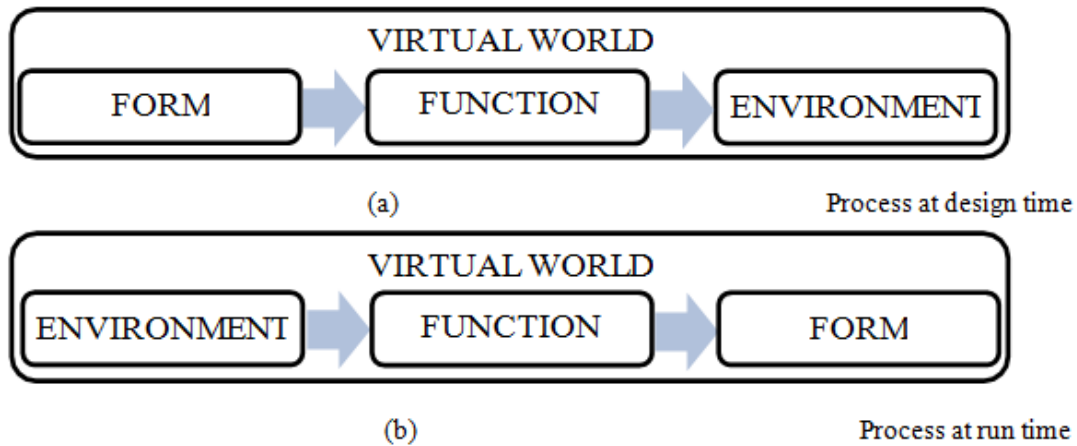 VIRTUAL WORLD
FORM FUNCTION ENVIRONMENT
(a) Process at design time
VIRTUAL WORLD
ENVIRONMENT FUNCTION FORM
(b) Process at run time